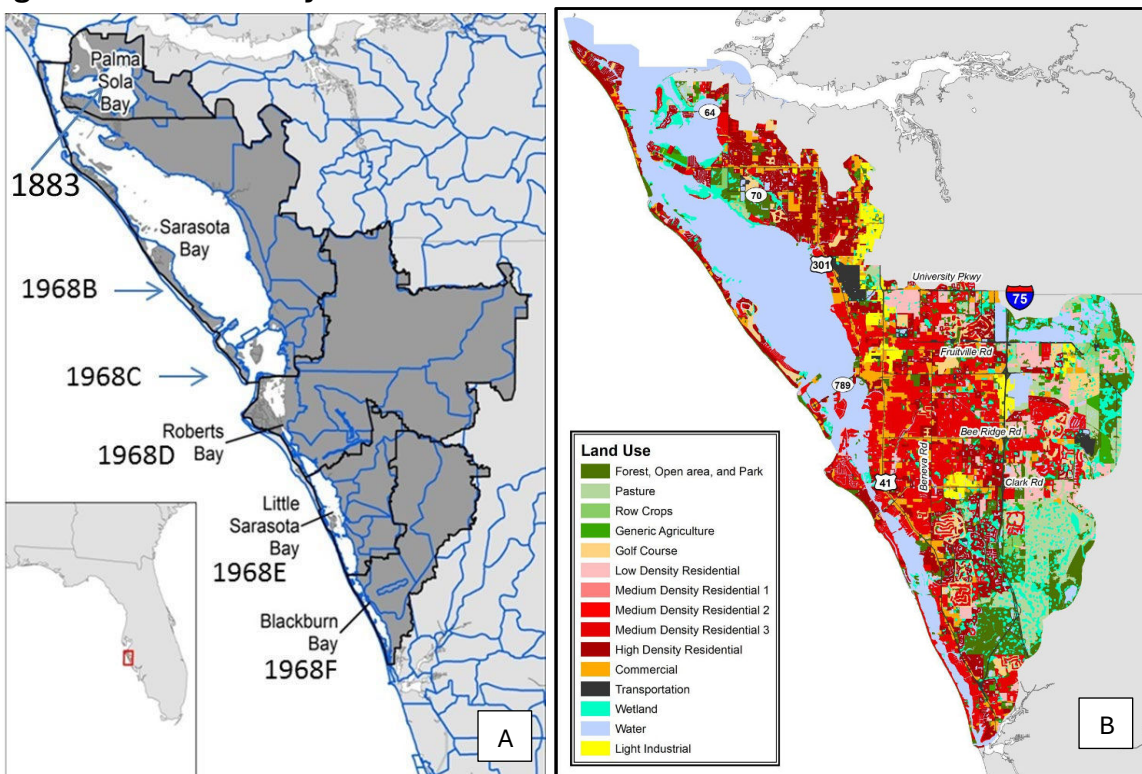 Palma
Sola
Bay
1883
Sarasota
Bay
1968B
1968C
Roberts
Bay
1968D
Little
Sarasota
Bay
1968E
Blackburn
Bay
1968F
A
64
70
301
University Pkwy
75
Fruitville Rd
789
Bee Ridge Rd
Beneva Rd
41
Clark Rd
Land Use
Forest, Open area, and Park
Pasture
Row Crops
Generic Agriculture
Golf Course
Low Density Residential
Medium Density Residential 1
Medium Density Residential 2
Medium Density Residential 3
High Density Residential
Commercial
Transportation
Wetland
Water
Light Industrial
B